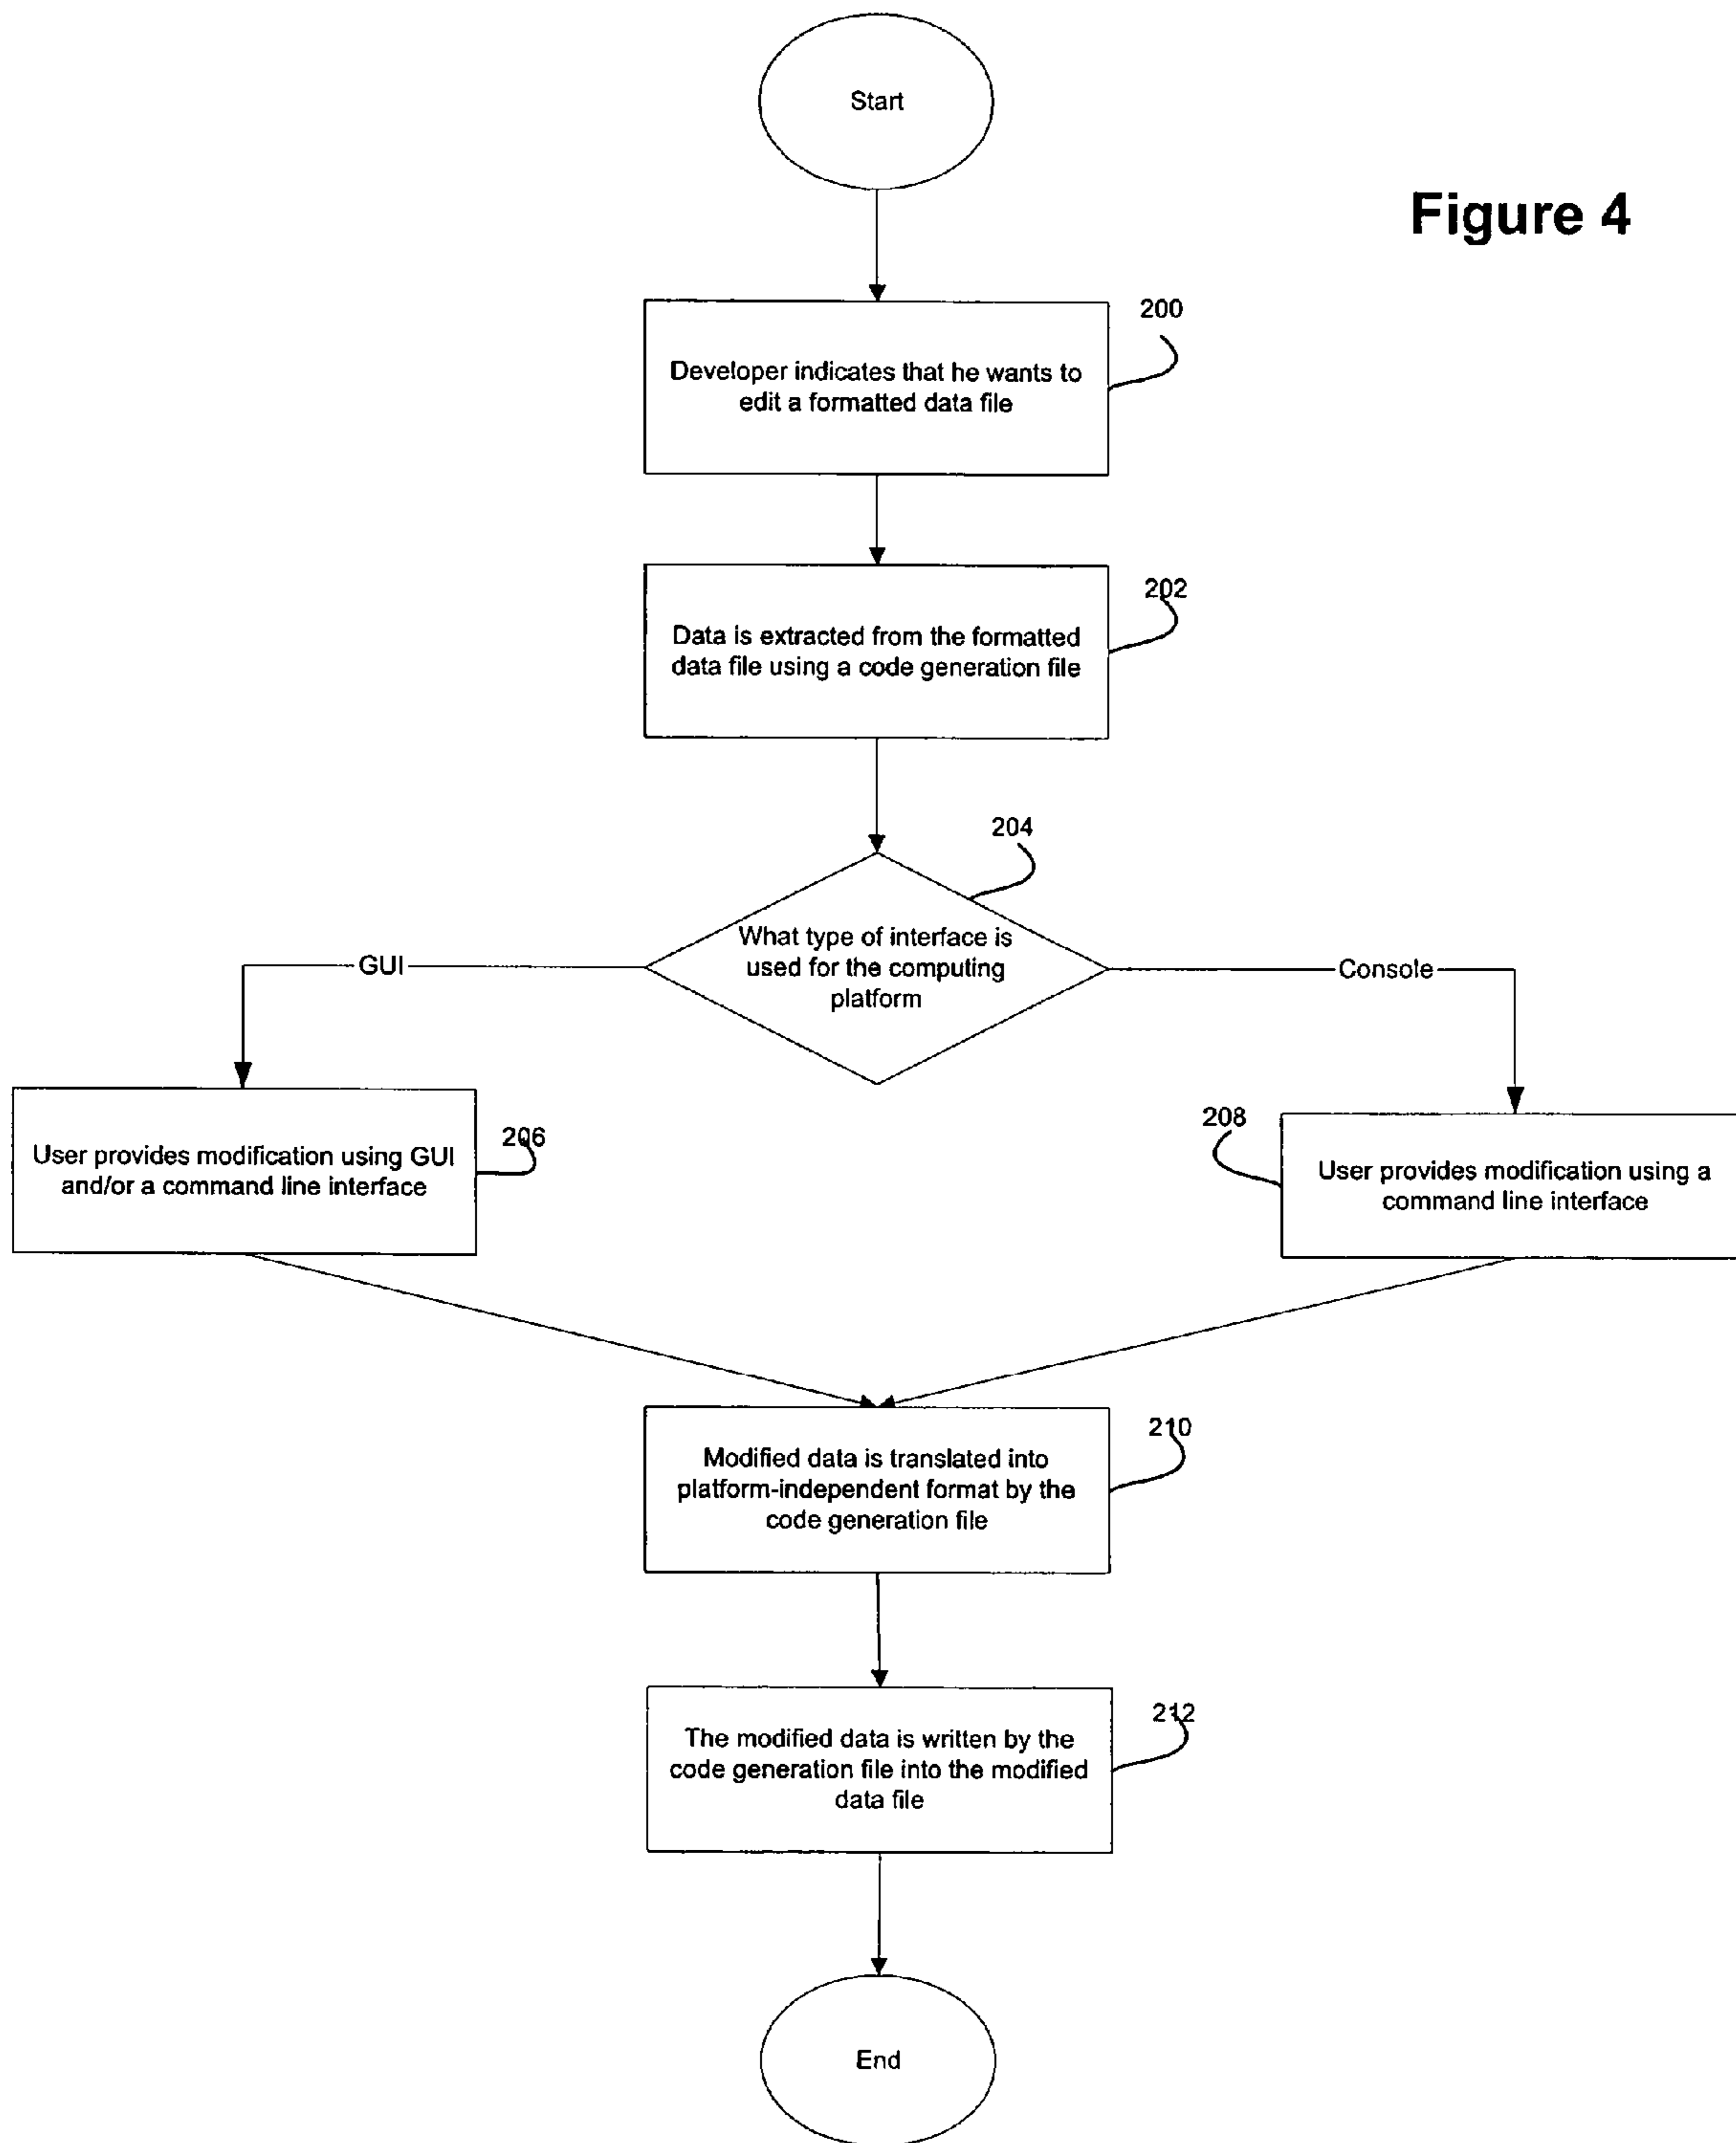 Start
Figure 4
200
Developer indicates that he wants to
edit a formatted data file
202
Data is extracted from the formatted
data file using a code generation file
204
What type of interface is
used for the computing
platform
GUI
Console
206
User provides modification using GUI
and/or a command line interface
208
User provides modification using a
command line interface
210
Modified data is translated into
platform-independent format by the
code generation file
212
The modified data is written by the
code generation file into the modified
data file
End